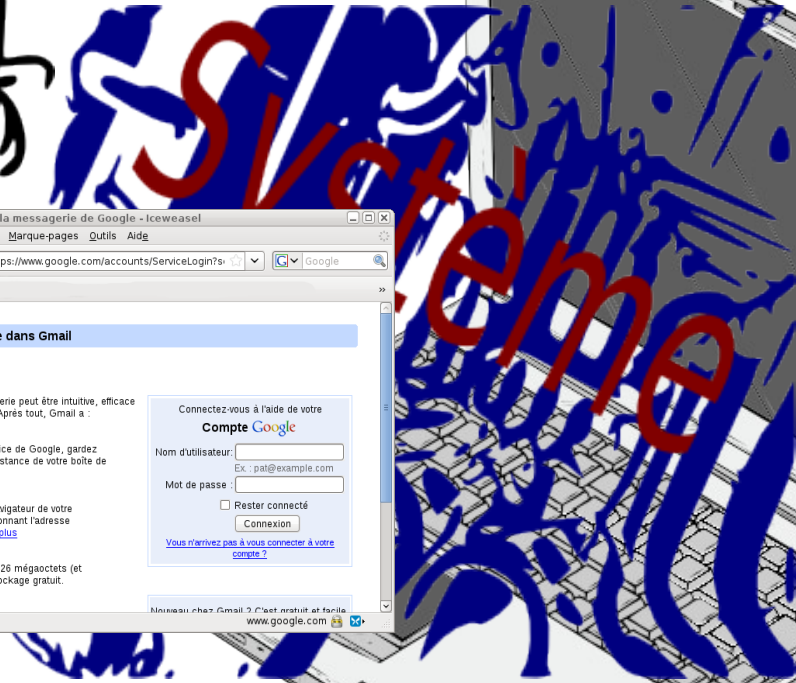 Système
la messagerie de Google - Iceweasel
Marque-pages Outils Aide
ps://www.google.com/accounts/ServiceLogin?s
G Google
»
e dans Gmail
erie peut être intuitive, efficace
Après tout, Gmail a :
ice de Google, gardez
stance de votre boîte de
vigateur de votre
onnant l'adresse
plus
26 mégaoctets (et
ockage gratuit.
Connectez-vous à l'aide de votre
Compte Google
Nom d'utilisateur:
Ex. : pat@example.com
Mot de passe :
Rester connecté
Connexion
Vous n'arrivez pas à vous connecter à votre
compte ?
Nouveau chez Gmail ? C'est gratuit et facile
www.google.com